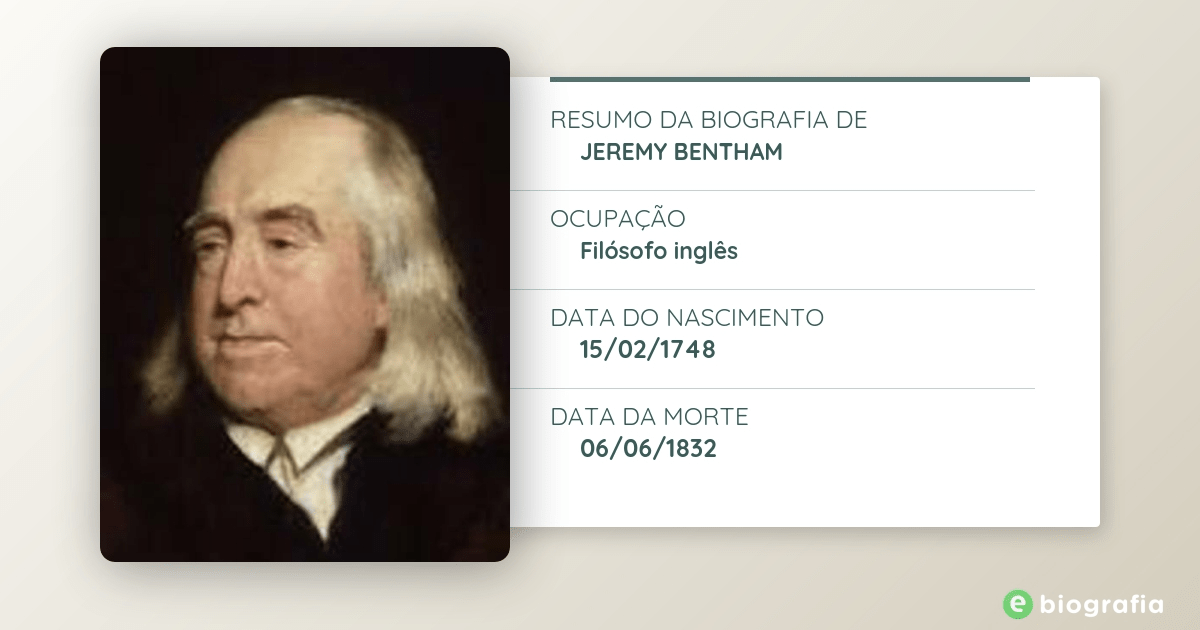 RESUMO DA BIOGRAFIA DE
JEREMY BENTHAM
OCUPAÇÃO
Filósofo inglês
DATA DO NASCIMENTO
15/02/1748
DATA DA MORTE
06/06/1832
e biografia